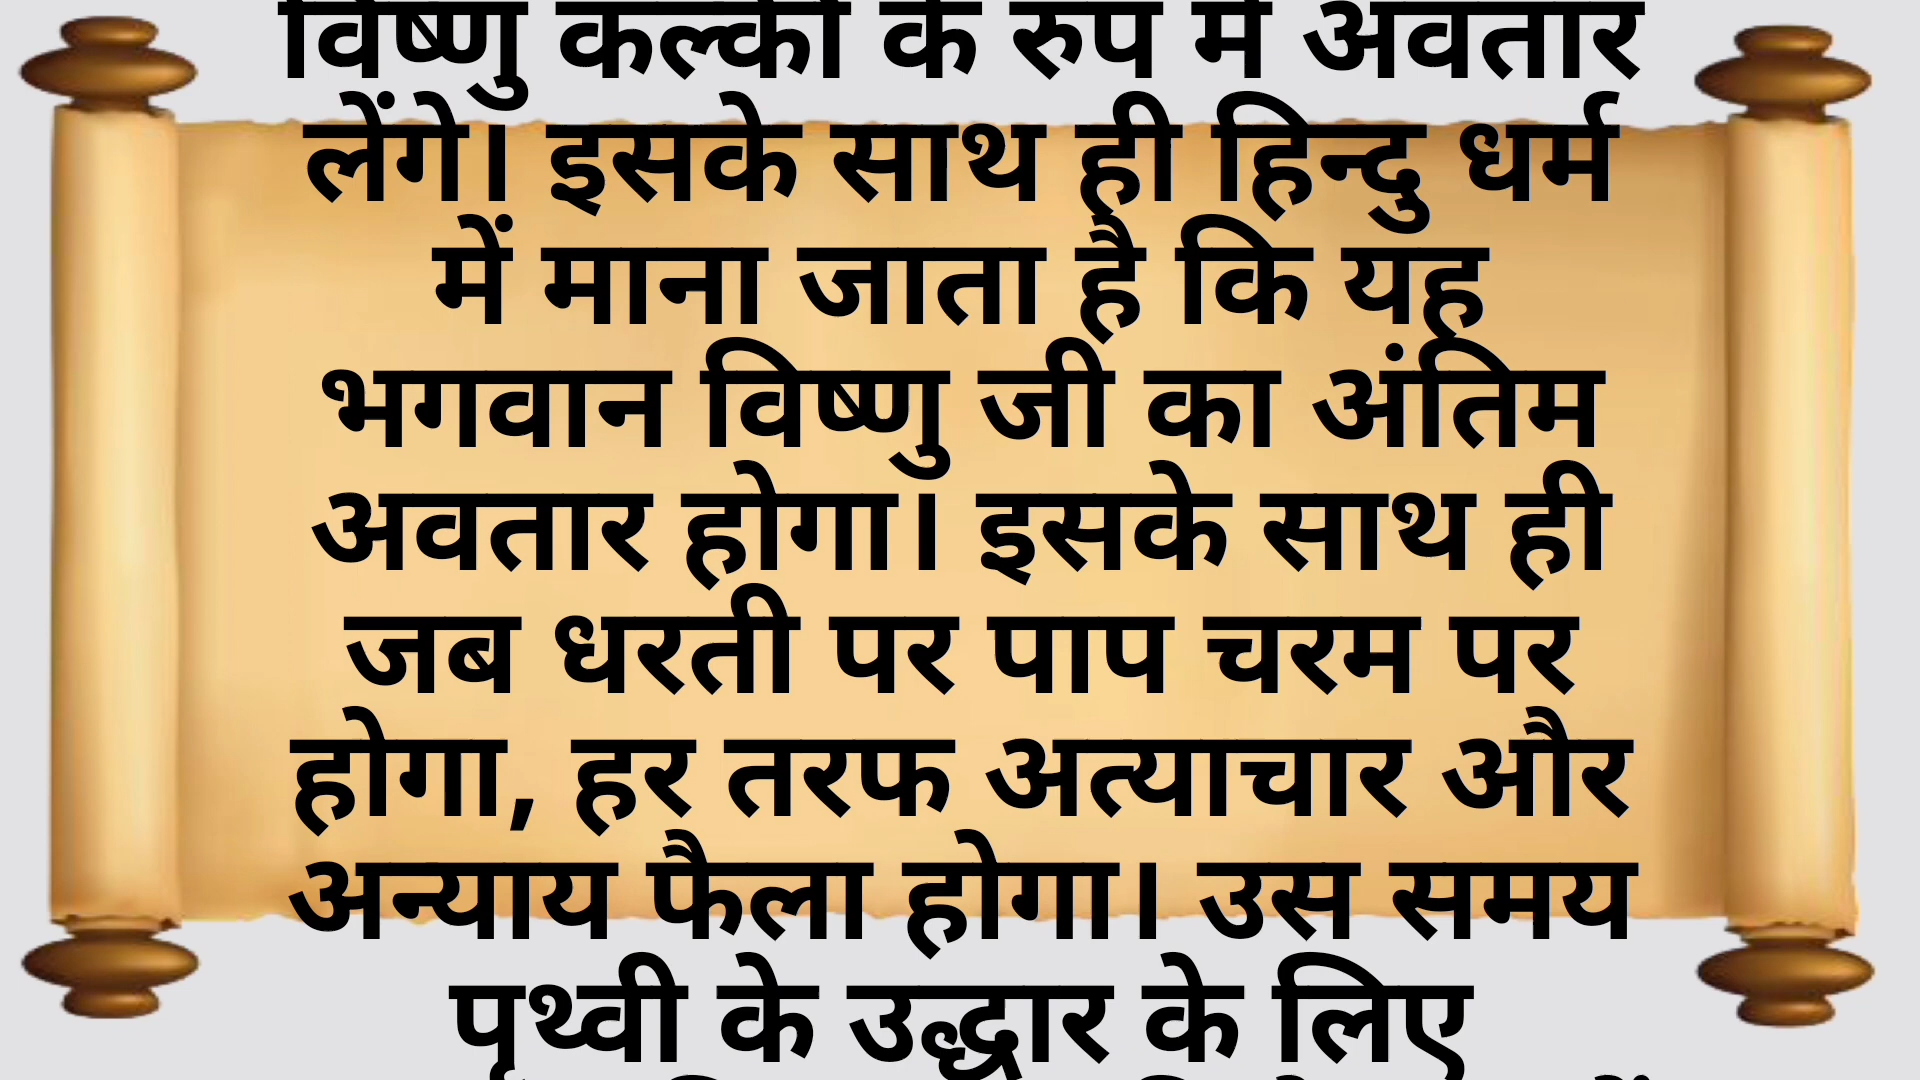 विष्णु कल्की के रुप में अवतार
लेंगे। इसके साथ ही हिन्दु धर्म
में माना जाता है कि यह
भगवान विष्णु जी का अंतिम
अवतार होगा। इसके साथ ही
जब धरती पर पाप चरम पर
होगा, हर तरफ अत्याचार और
अन्याय फैला होगा। उस समय
पृथ्वी के उद्धार के लिए